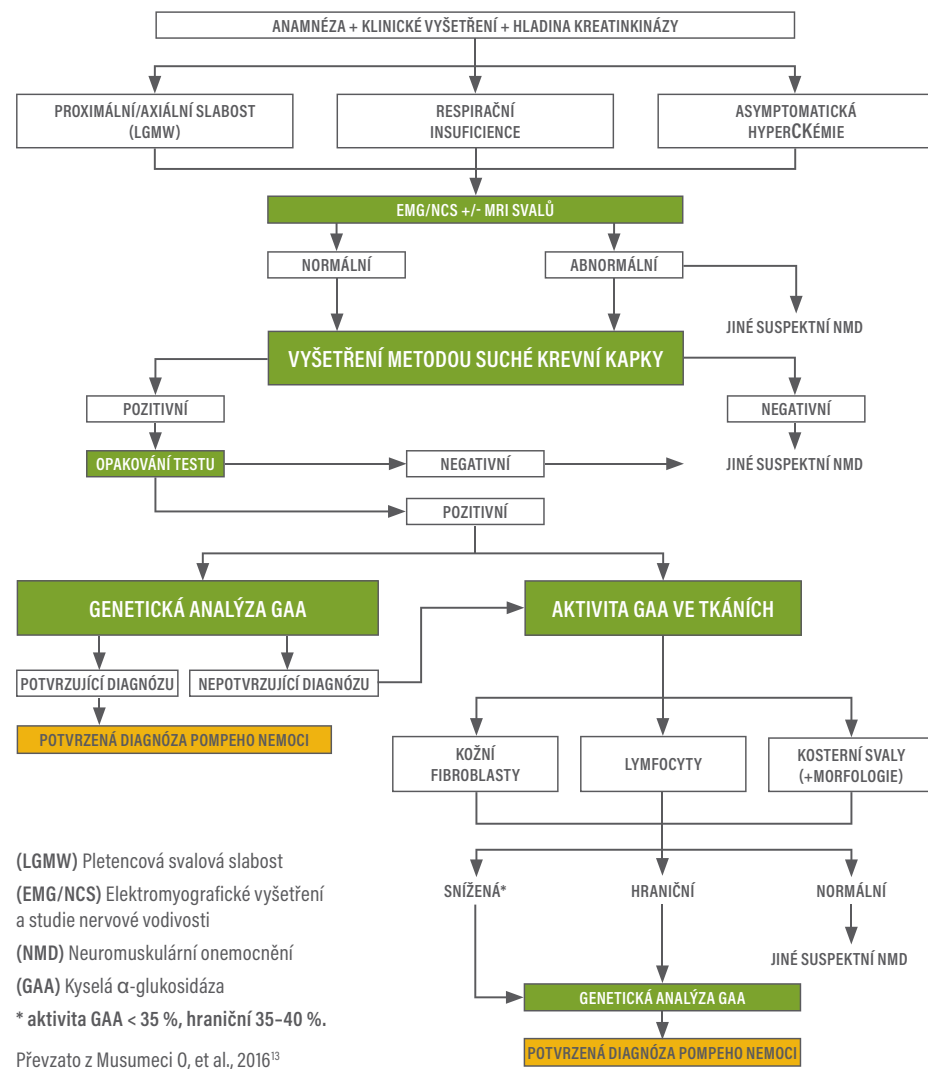 ANAMNÉZA + KLINICKÉ VYŠETŘENÍ + HLADINA KREATINKINÁZY
PROXIMÁLNÍ/AXIÁLNÍ SLABOST
(LGMW)
RESPIRAČNÍ
INSUFICIENCE
ASYMPTOMATICKÁ
HYPERCKÉMIE
EMG/NCS +/- MRI SVALŮ
NORMÁLNÍ
ABNORMÁLNÍ
JINÉ SUSPEKTNÍ NMD
VYŠETŘENÍ METODOU SUCHÉ KREVNÍ KAPKY
POZITIVNÍ
NEGATIVNÍ
OPAKOVÁNÍ TESTU
NEGATIVNÍ
JINÉ SUSPEKTNÍ NMD
POZITIVNÍ
GENETICKÁ ANALÝZA GAA
AKTIVITA GAA VE TKÁNÍCH
POTVRZUJÍCÍ DIAGNÓZU
NEPOTVRZUJÍCÍ DIAGNÓZU
POTVRZENÁ DIAGNÓZA POMPEHO NEMOCI
KOŽNÍ
FIBROBLASTY
LYMFOCYTY
KOSTERNÍ SVALY
(+MORFOLOGIE)
SNÍŽENÁ*
HRANIČNÍ
NORMÁLNÍ
JINÉ SUSPEKTNÍ NMD
GENETICKÁ ANALÝZA GAA
POTVRZENÁ DIAGNÓZA POMPEHO NEMOCI
(LGMW) Pletencová svalová slabost
(EMG/NCS) Elektromyografické vyšetření
a studie nervové vodivosti
(NMD) Neuromuskulární onemocnění
(GAA) Kyselá α-glukosidáza
* aktivita GAA < 35 %, hraniční 35–40 %.
Převzato z Musumeci O, et al., 2016¹³